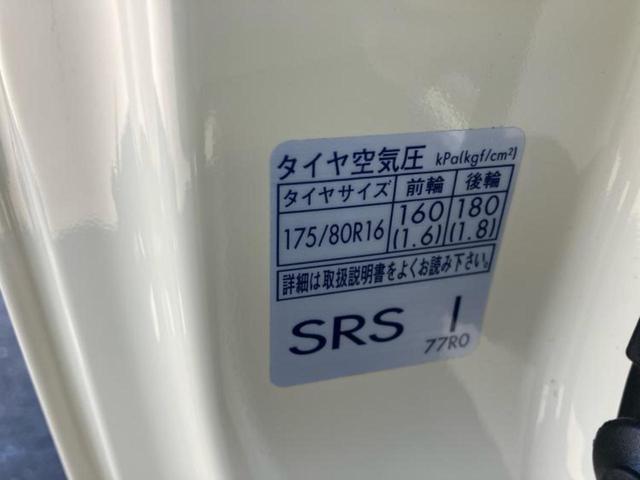 タイヤ空気圧 kPa[kgf/cm²]
タイヤサイズ 前輪 後輪
175/80R16 160 (1.6) 180 (1.8)
詳細は取扱説明書をよくお読み下さい。
SRS I
77R0